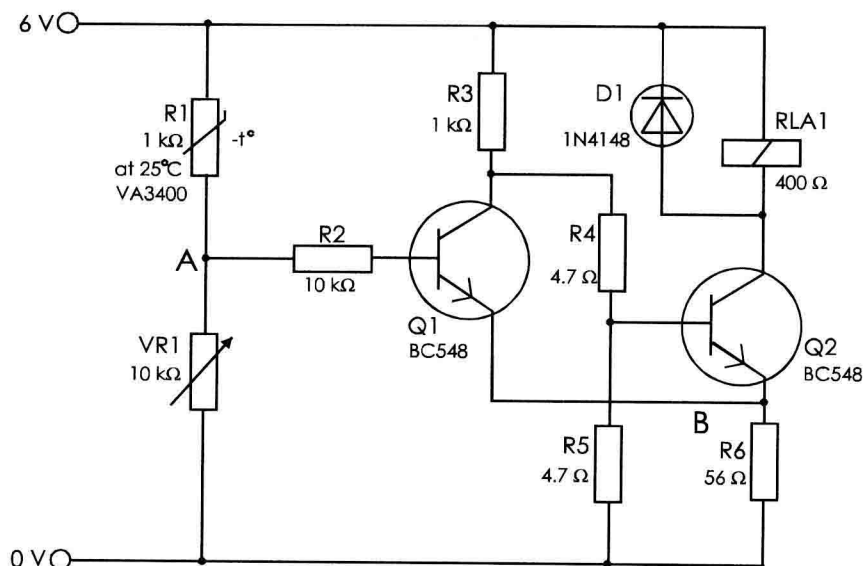 6 V
R1
1 kΩ
at 25°C
VA3400
-t°
R3
1 kΩ
D1
1N4148
RLA1
400 Ω
A
R2
10 kΩ
R4
4.7 Ω
Q1
BC548
VR1
10 kΩ
Q2
BC548
B
R5
4.7 Ω
R6
56 Ω
0 V